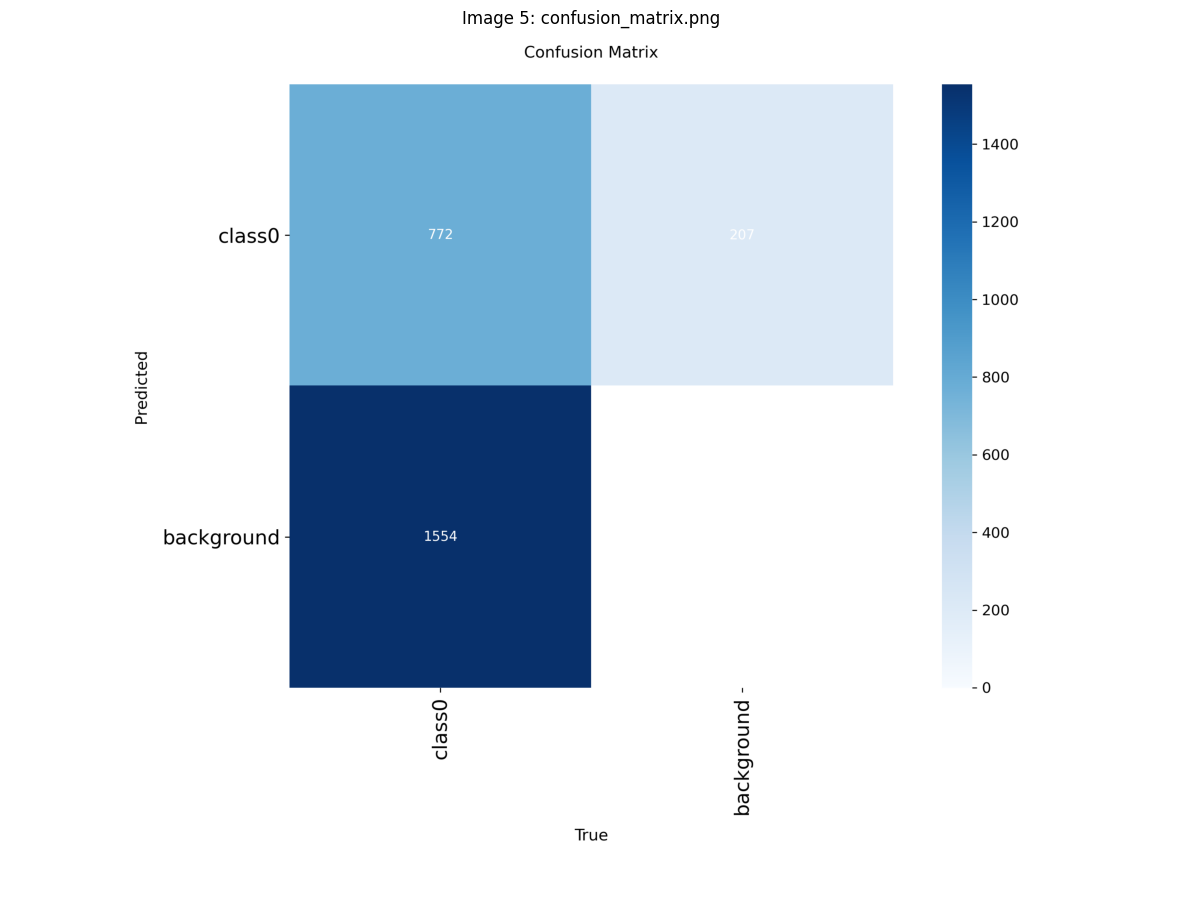 Image 5: confusion_matrix.png
Confusion Matrix
class0
772
207
1400
1200
1000
800
600
400
200
0
Predicted
background
1554
class0
background
True